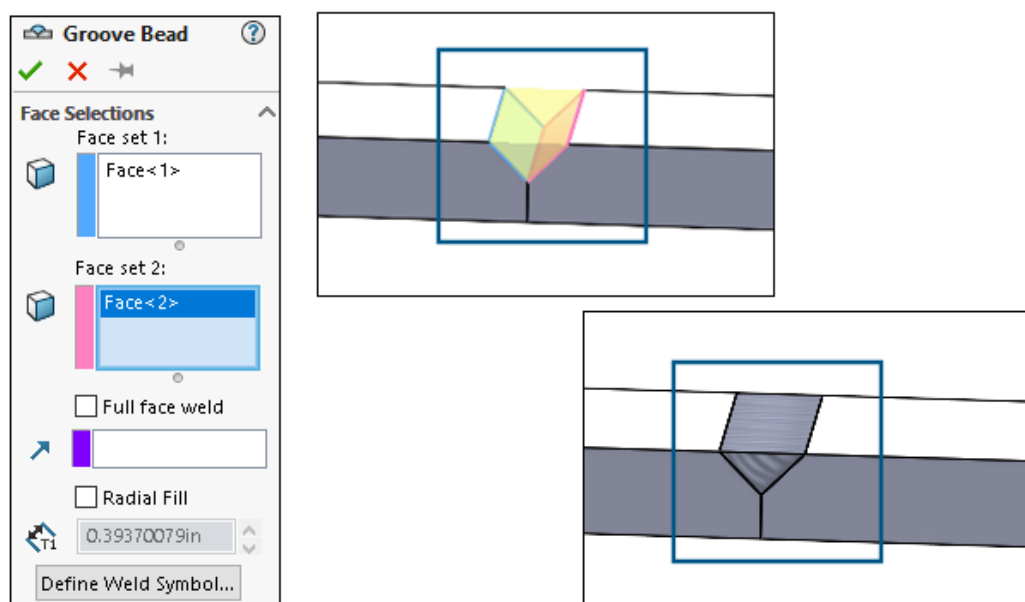 Groove Bead
Face Selections
Face set 1:
Face<1>
Face set 2:
Face<2>
Full face weld
Radial Fill
T1
0.39370079in
Define Weld Symbol...